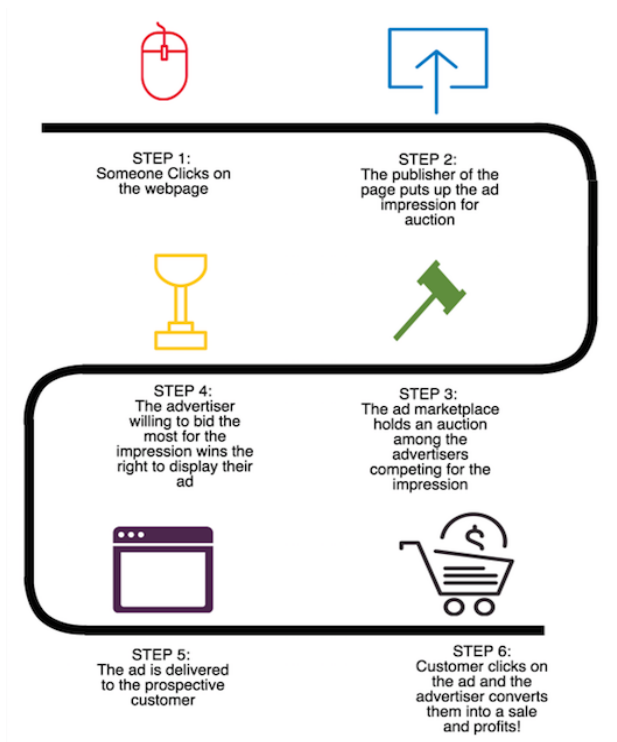 STEP 1:
Someone Clicks on
the webpage
STEP 2:
The publisher of the
page puts up the ad
impression for
auction
STEP 3:
The ad marketplace
holds an auction
among the
advertisers
competing for the
impression
STEP 4:
The advertiser
willing to bid the
most for the
impression wins the
right to display their
ad
STEP 5:
The ad is delivered
to the prospective
customer
$
STEP 6:
Customer clicks on
the ad and the
advertiser converts
them into a sale
and profits!